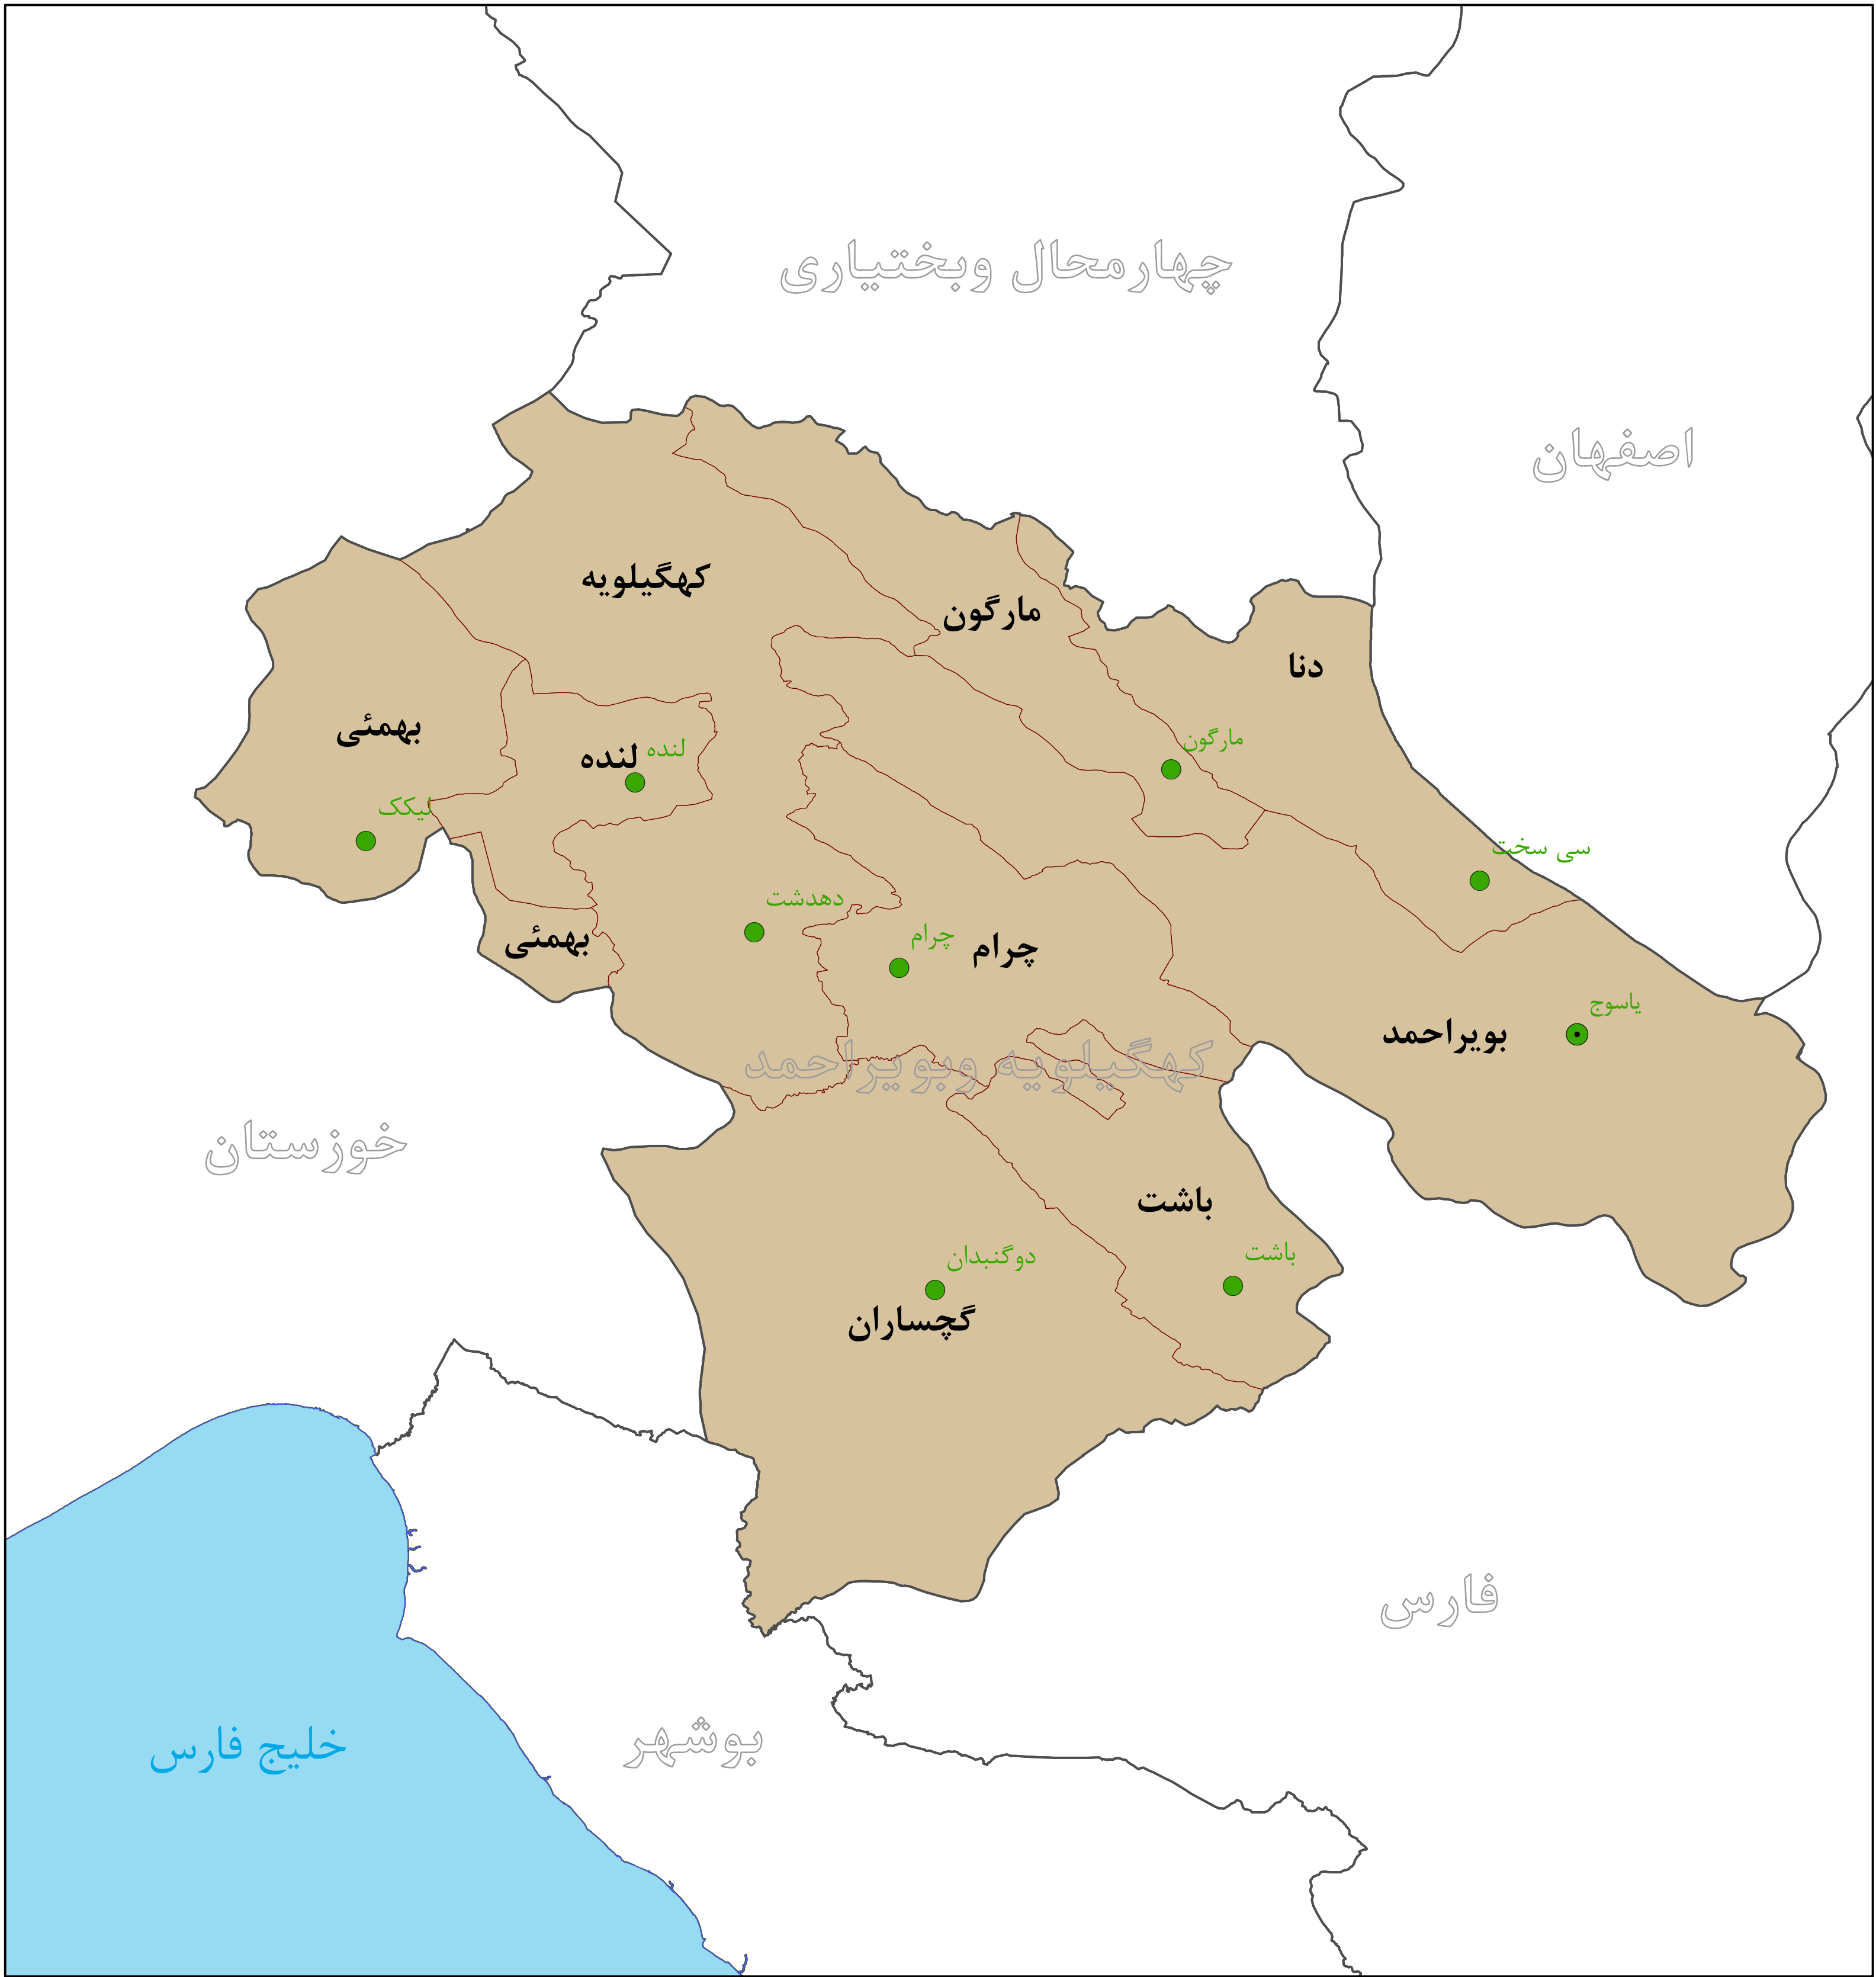 چهارمحال وبختیاری
اصفهان
کهگیلویه
مارگون
دنا
بهمئی
لنده
لنده
مارگون
لیکک
سی سخت
دهدشت
چرام
چرام
بهمئی
یاسوج
بویراحمد
کهگیلویه وبویراحمد
خوزستان
باشت
باشت
دوگنبدان
گچساران
فارس
بوشهر
خلیج فارس